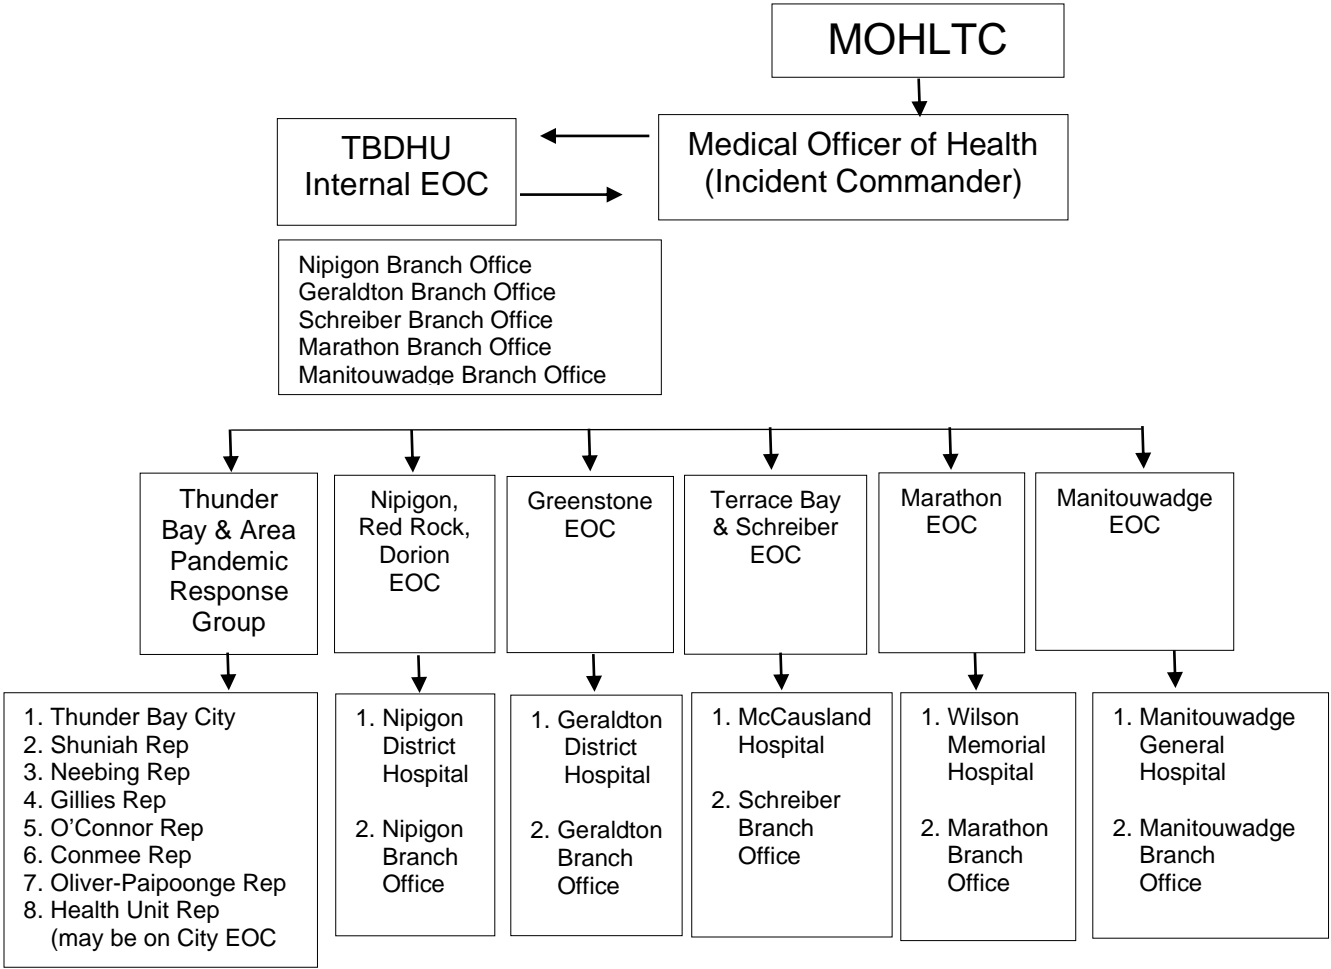 MOHLTC
TBDHU
Internal EOC
Medical Officer of Health
(Incident Commander)
Nipigon Branch Office
Geraldton Branch Office
Schreiber Branch Office
Marathon Branch Office
Manitouwadge Branch Office
Thunder
Bay & Area
Pandemic
Response
Group
Nipigon,
Red Rock,
Dorion
EOC
Greenstone
EOC
Terrace Bay
& Schreiber
EOC
Marathon
EOC
Manitouwadge
EOC
1. Thunder Bay City
2. Shuniah Rep
3. Neebing Rep
4. Gillies Rep
5. O’Connor Rep
6. Conmee Rep
7. Oliver-Paipoonge Rep
8. Health Unit Rep
(may be on City EOC
1. Nipigon
District
Hospital
2. Nipigon
Branch
Office
1. Geraldton
District
Hospital
2. Geraldton
Branch
Office
1. McCausland
Hospital
2. Schreiber
Branch
Office
1. Wilson
Memorial
Hospital
2. Marathon
Branch
Office
1. Manitouwadge
General
Hospital
2. Manitouwadge
Branch
Office